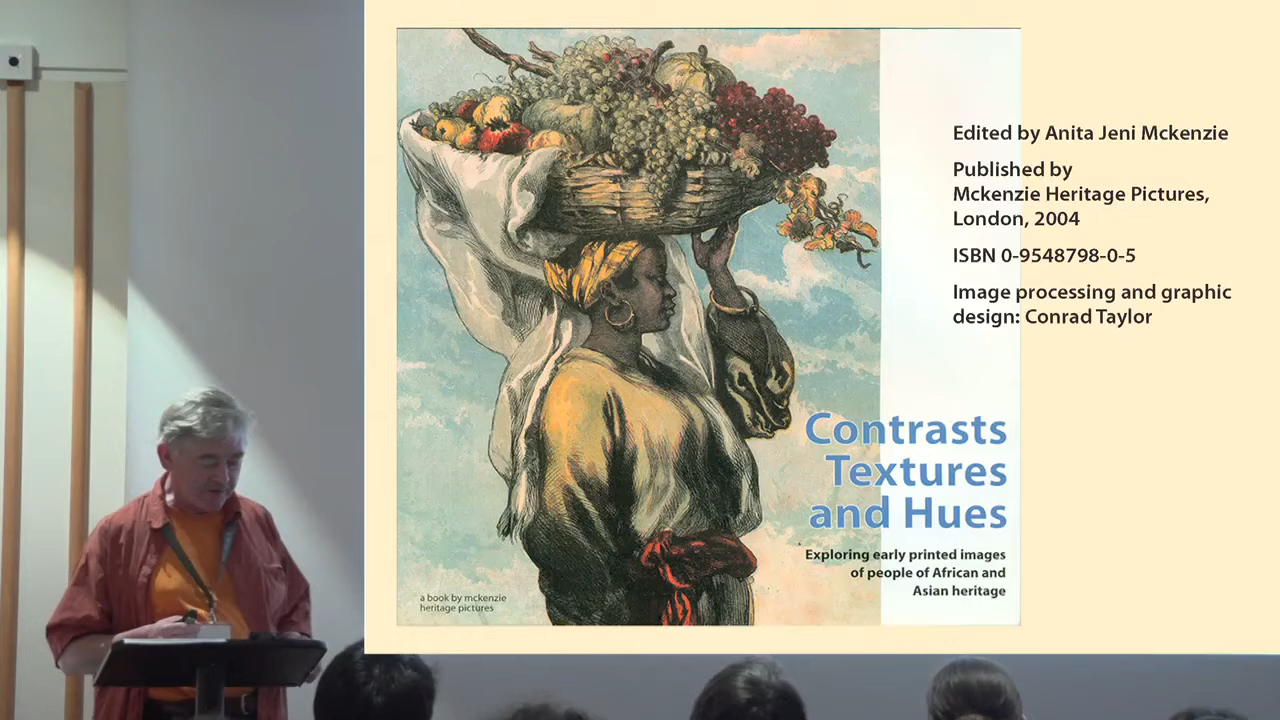 Edited by Anita Jeni Mckenzie
Published by
Mckenzie Heritage Pictures,
London, 2004
ISBN 0-9548798-0-5
Image processing and graphic
design: Conrad Taylor
Contrasts
Textures
and Hues
Exploring early printed images
of people of African and
Asian heritage
a book by mckenzie
heritage pictures